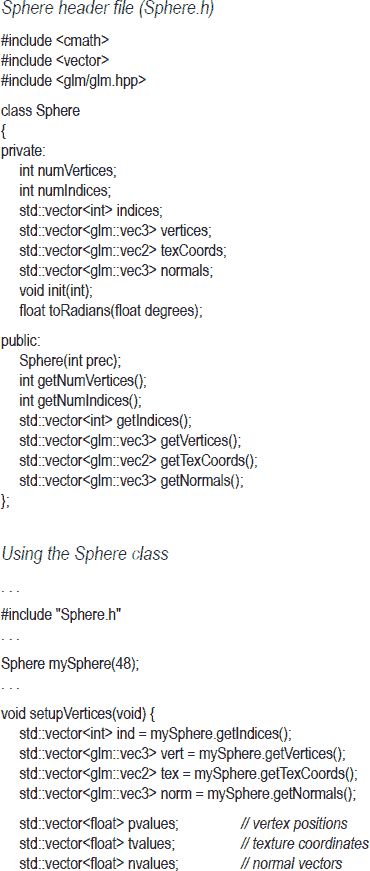 Sphere header file (Sphere.h)
#include <cmath>
#include <vector>
#include <glm/glm.hpp>
class Sphere
{
private:
int numVertices;
int numIndices;
std::vector<int> indices;
std::vector<glm::vec3> vertices;
std::vector<glm::vec2> texCoords;
std::vector<glm::vec3> normals;
void init(int);
float toRadians(float degrees);
public:
Sphere(int prec);
int getNumVertices();
int getNumIndices();
std::vector<int> getIndices();
std::vector<glm::vec3> getVertices();
std::vector<glm::vec2> getTexCoords();
std::vector<glm::vec3> getNormals();
};
Using the Sphere class
. . .
#include "Sphere.h"
. . .
Sphere mySphere(48);
. . .
void setupVertices(void) {
std::vector<int> ind = mySphere.getIndices();
std::vector<glm::vec3> vert = mySphere.getVertices();
std::vector<glm::vec2> tex = mySphere.getTexCoords();
std::vector<glm::vec3> norm = mySphere.getNormals();
std::vector<float> pvalues; // vertex positions
std::vector<float> tvalues; // texture coordinates
std::vector<float> nvalues; // normal vectors